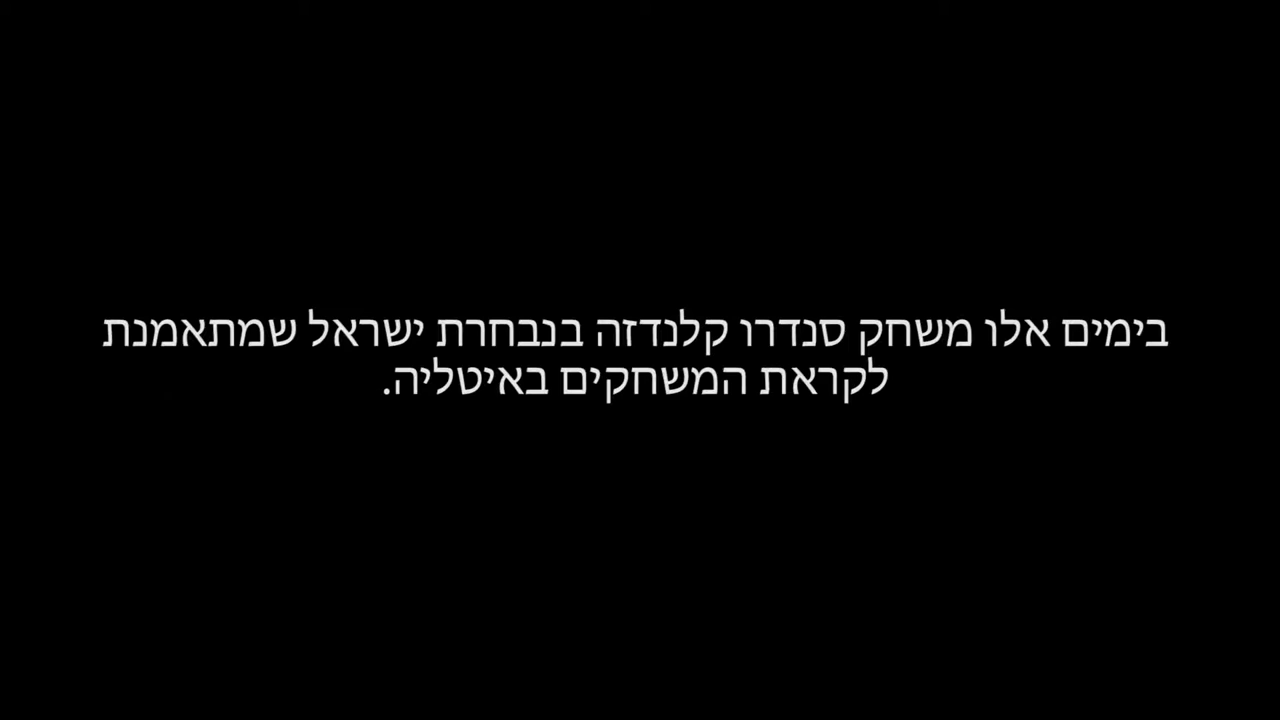 בימים אלו משחק סנדרו קלנדזה בנבחרת ישראל שמתאמנת
לקראת המשחקים באיטליה.